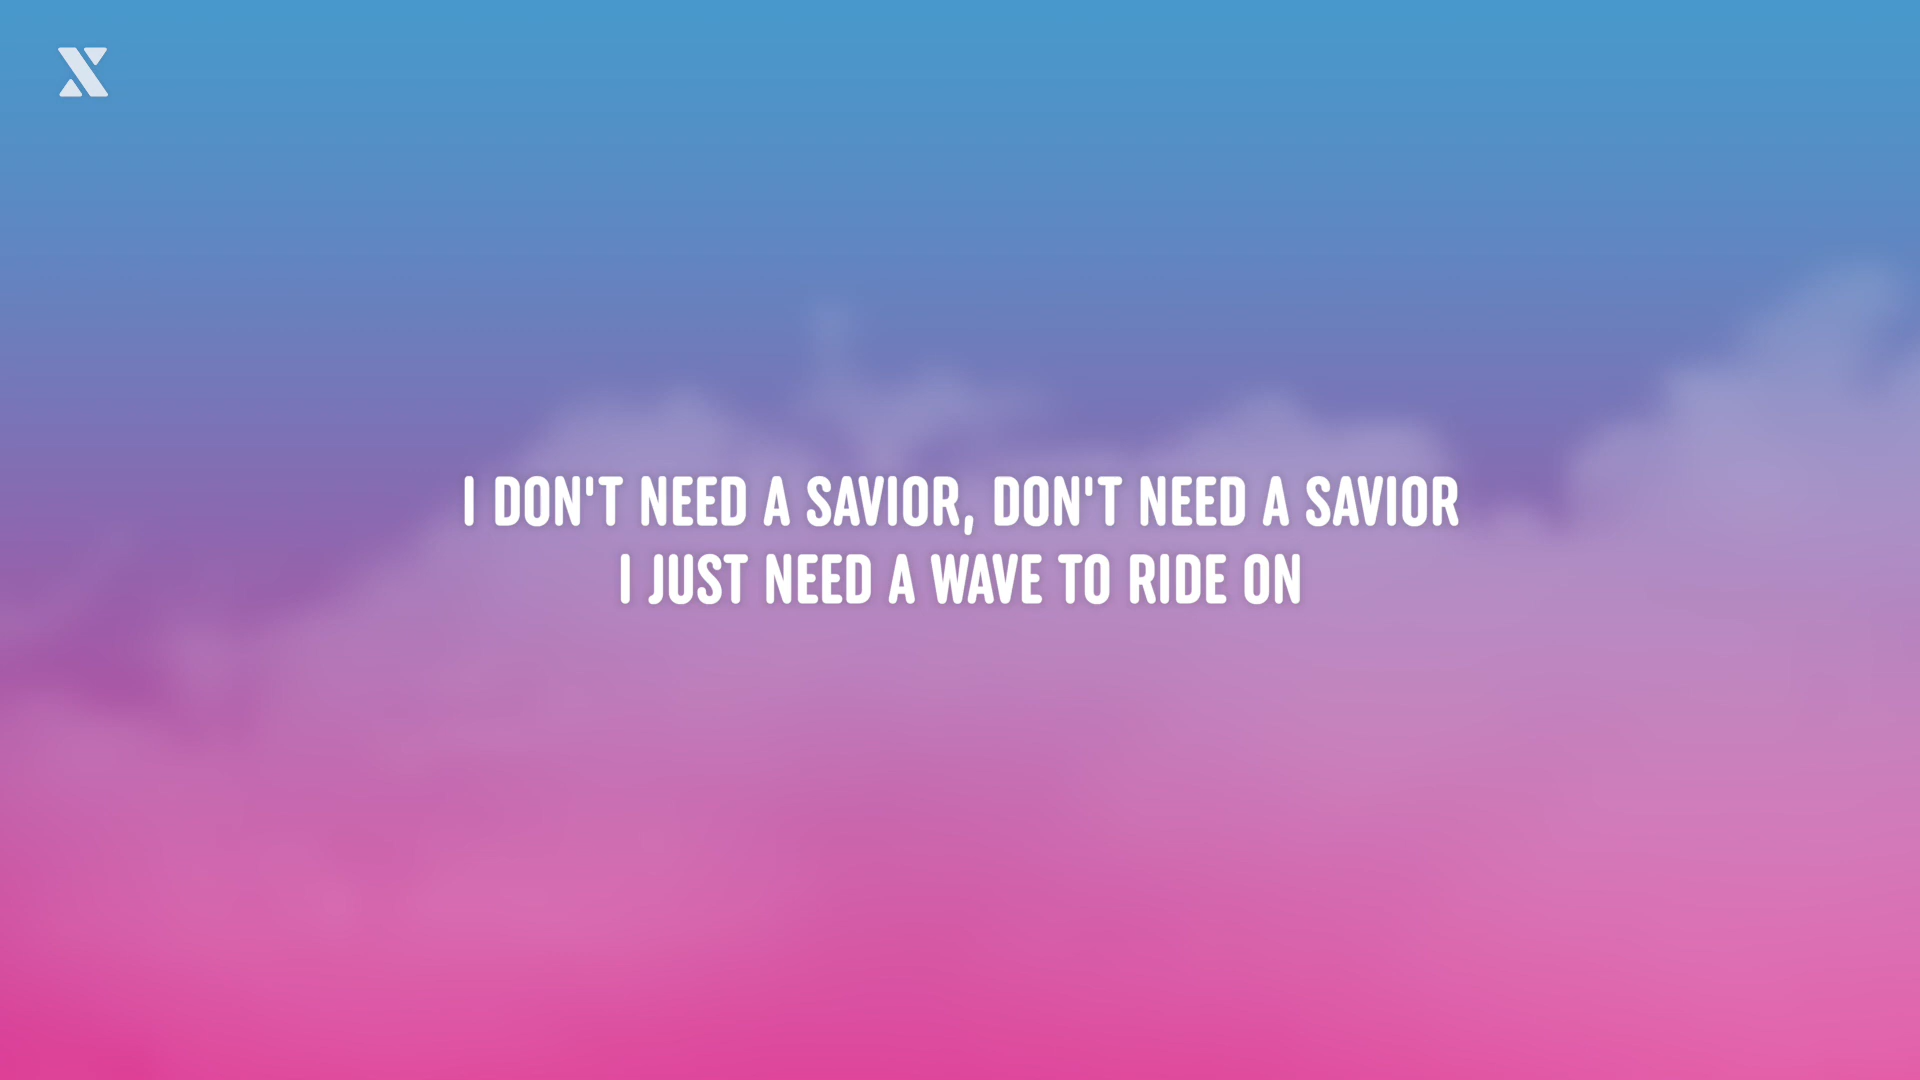 I DON'T NEED A SAVIOR, DON'T NEED A SAVIOR
I JUST NEED A WAVE TO RIDE ON